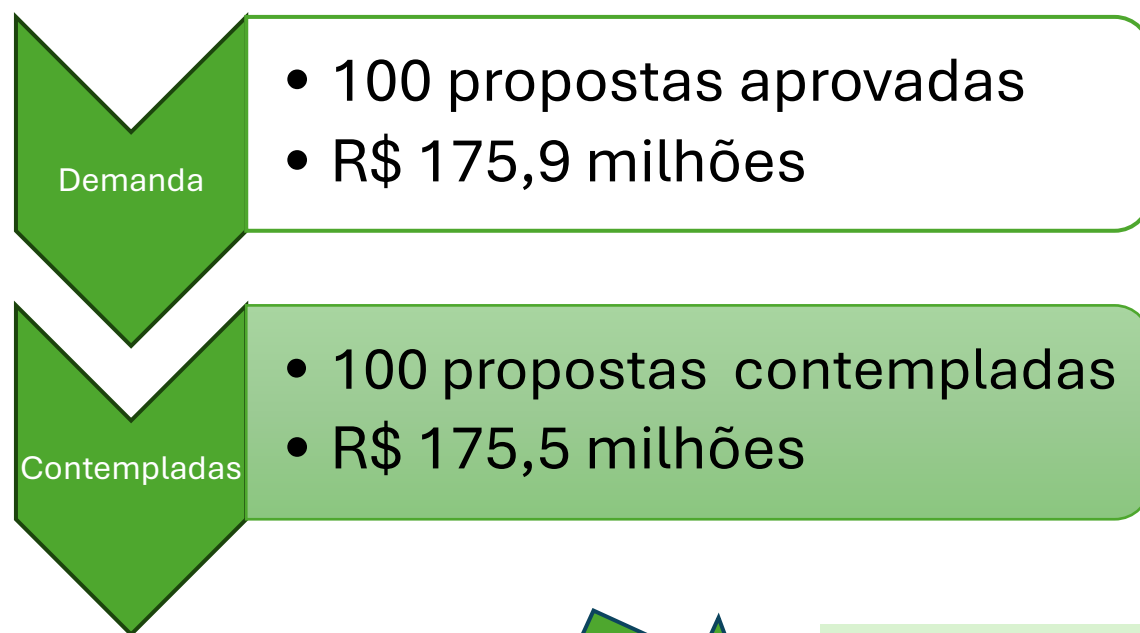 Demanda
• 100 propostas aprovadas
• R$ 175,9 milhões
Contempladas
• 100 propostas  contempladas
• R$ 175,5 milhões